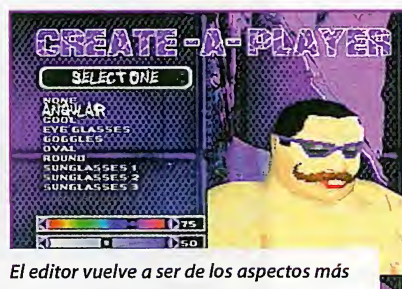 CREATE-A-PLAYER
SELECT ONE
NONE
ANGULAR
COOL
EYE GLASSES
GOGGLES
OVAL
ROUND
SUNGLASSES 1
SUNGLASSES 2
SUNGLASSES 3
75
50
El editor vuelve a ser de los aspectos más